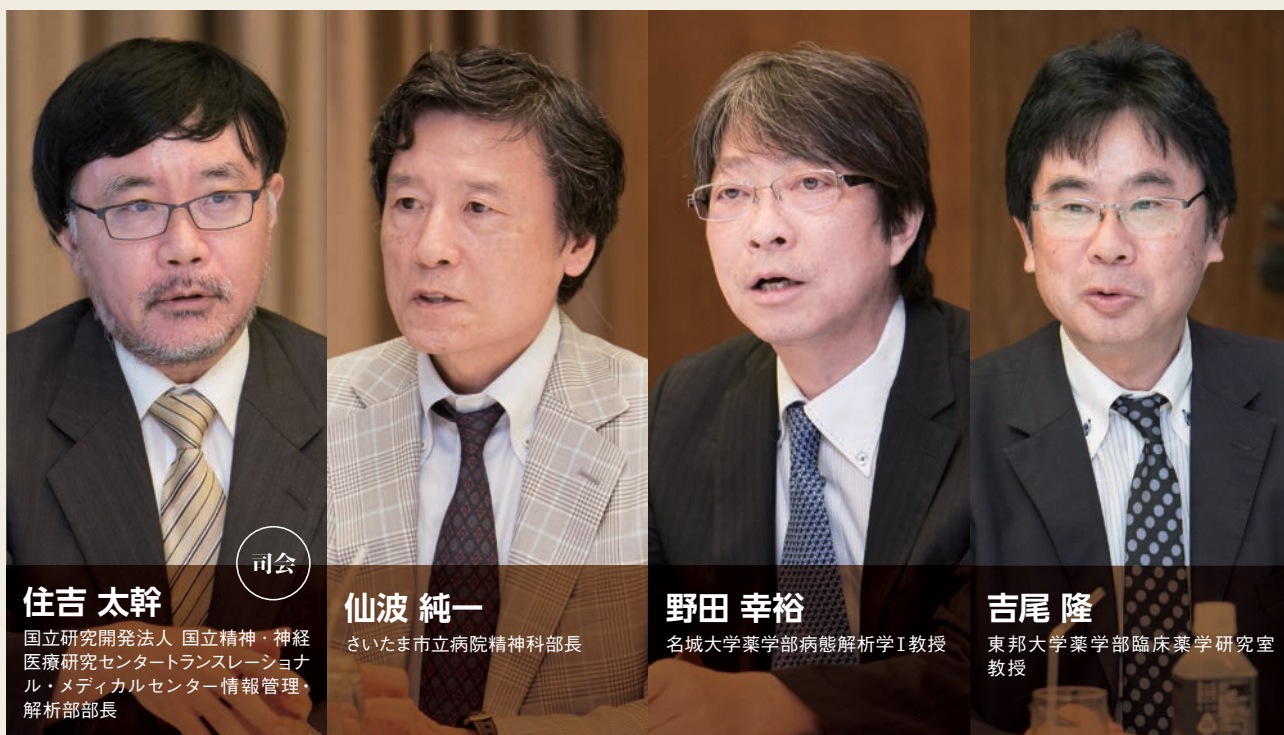 司会
住吉 太幹
国立研究開発法人 国立精神・神経
医療研究センタートランスレーショナ
ル・メディカルセンター情報管理・
解析部部長
仙波 純一
さいたま市立病院精神科部長
野田 幸裕
名城大学薬学部病態解析学I教授
吉尾 隆
東邦大学薬学部臨床薬学研究室
教授